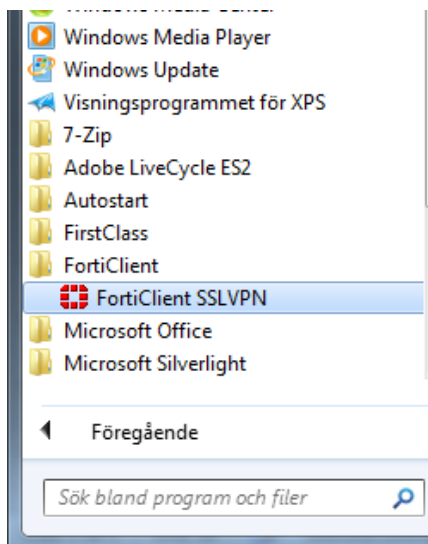 Windows Media Player
Windows Update
Visningsprogrammet för XPS
7-Zip
Adobe LiveCycle ES2
Autostart
FirstClass
FortiClient
FortiClient SSLVPN
Microsoft Office
Microsoft Silverlight
Föregående
Sök bland program och filer